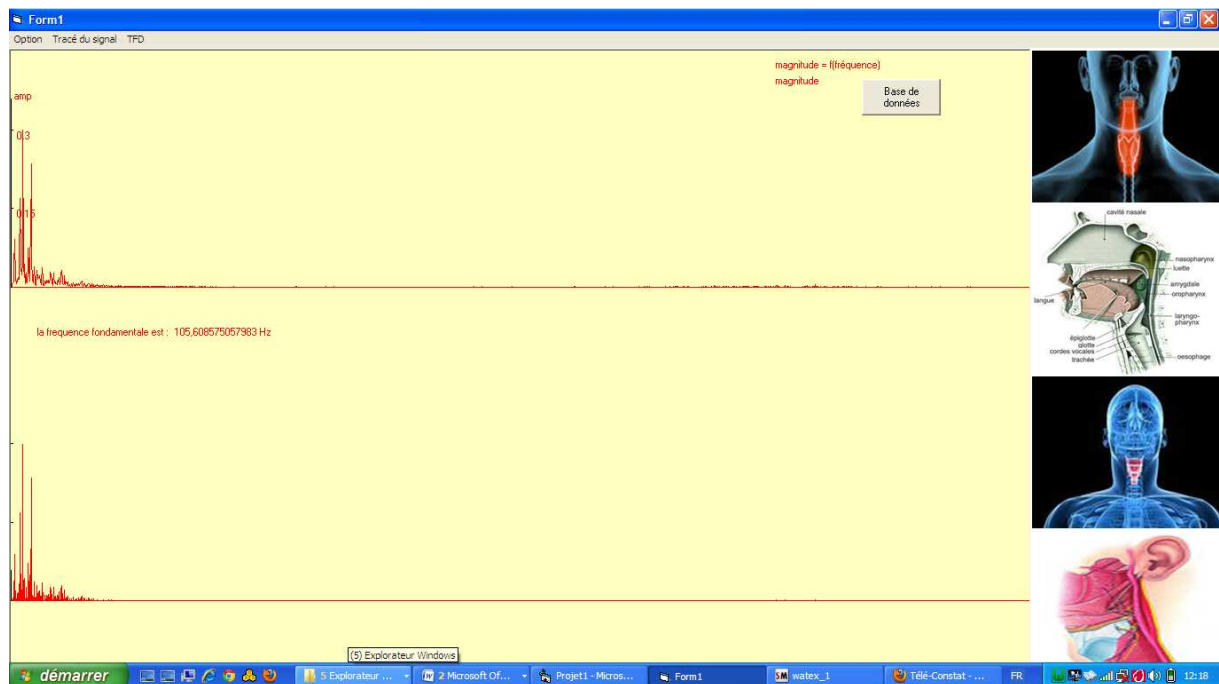 Form1
Option Tracé du signal TFD
magnitude = f(fréquence)
magnitude
Base de
données
amp
0,3
0,15
la frequence fondamentale est : 105,608575057983 Hz
cavité nasale
nasopharynx
luette
amygdale
oropharynx
langue
laryngo-
pharynx
épiglotte
glotte
cordes vocales
trachée
oesophage
(5) Explorateur Windows
démarrer
5 Explorateur ...
2 Microsoft Of...
Projet1 - Micros...
Form1
SM watex_1
Télé-Constat - ...
FR
12:18